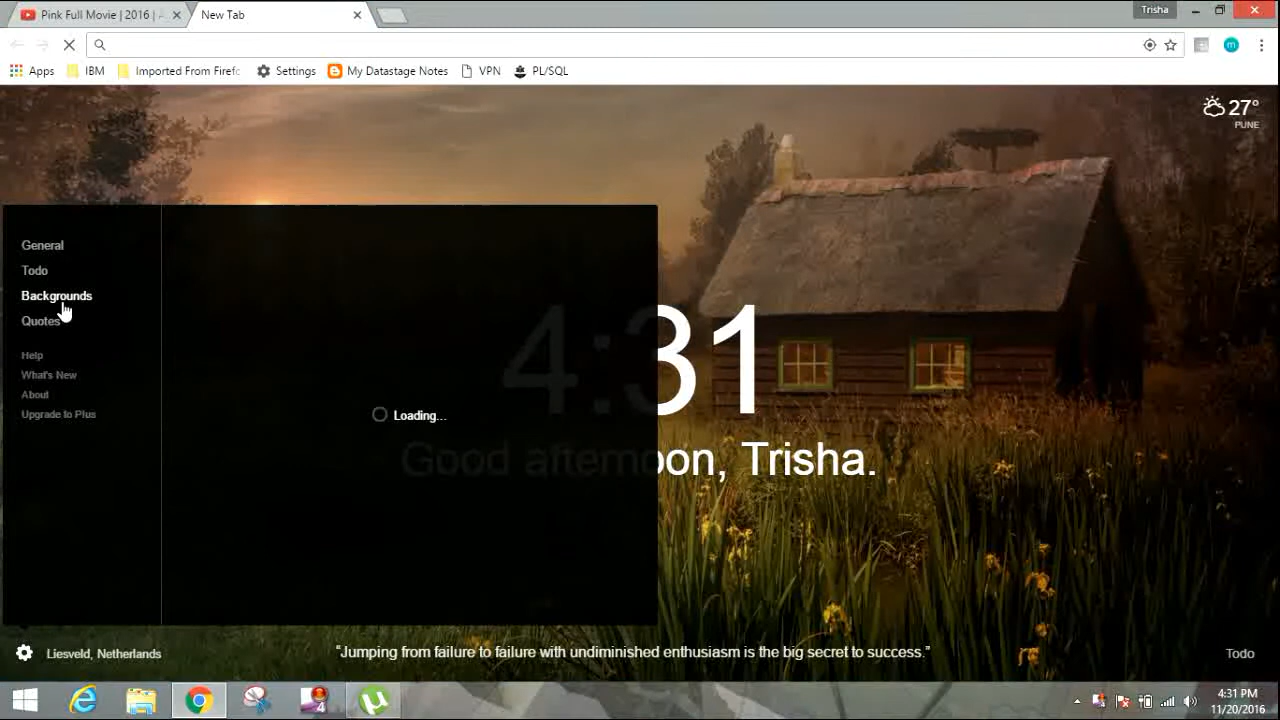 Pink Full Movie | 2016 |
New Tab
Trisha
Apps
IBM
Imported From Firefo
Settings
My Datastage Notes
VPN
PL/SQL
m
27°
PUNE
General
Todo
Backgrounds
Quotes
Help
What's New
About
Upgrade to Plus
Loading...
4:31
Good afternoon, Trisha.
Liesveld, Netherlands
“Jumping from failure to failure with undiminished enthusiasm is the big secret to success.”
Todo
4
4:31 PM
11/20/2016